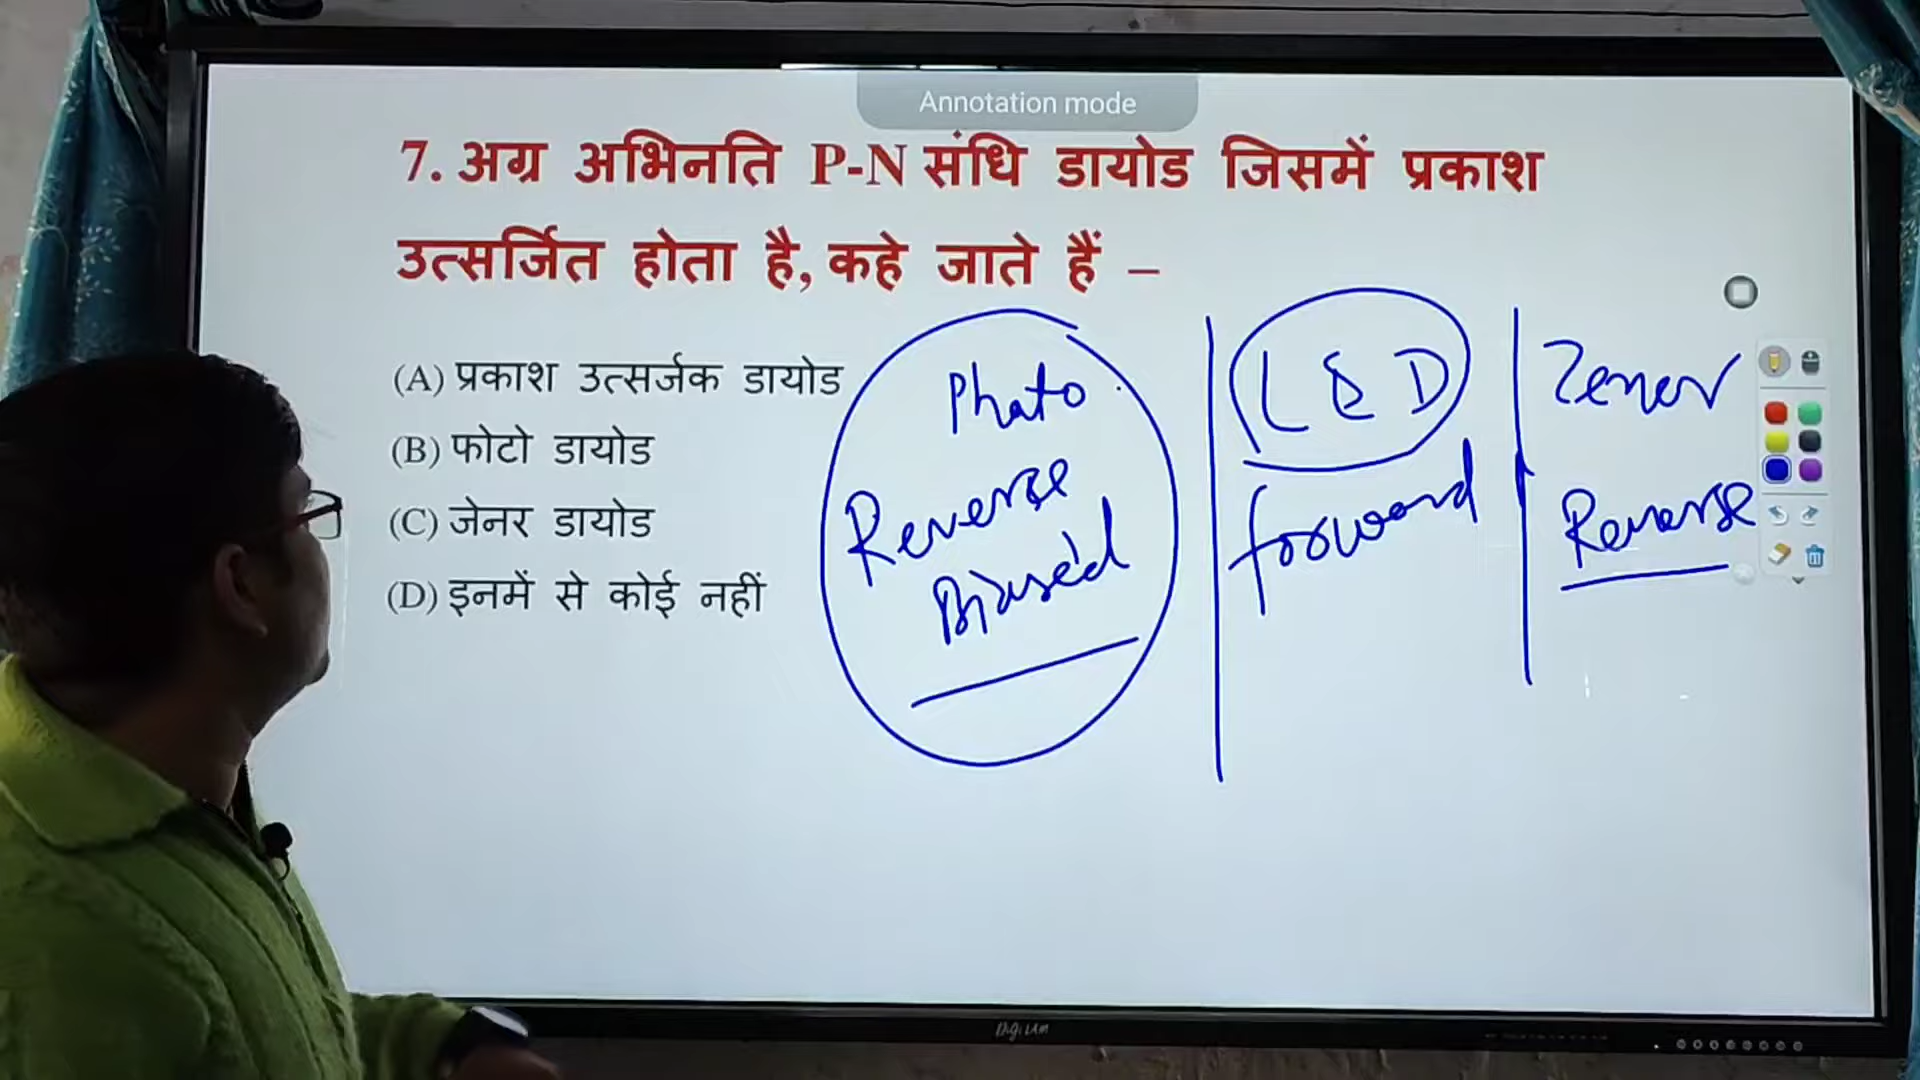 Annotation mode
7. अग्र अभिनति P-N संधि डायोड जिसमें प्रकाश
उत्सर्जित होता है, कहे जाते हैं –
(A) प्रकाश उत्सर्जक डायोड
(B) फोटो डायोड
(C) जेनर डायोड
(D) इनमें से कोई नहीं
Phato
Reverse
Biased
LED
forward
Zener
Reverse